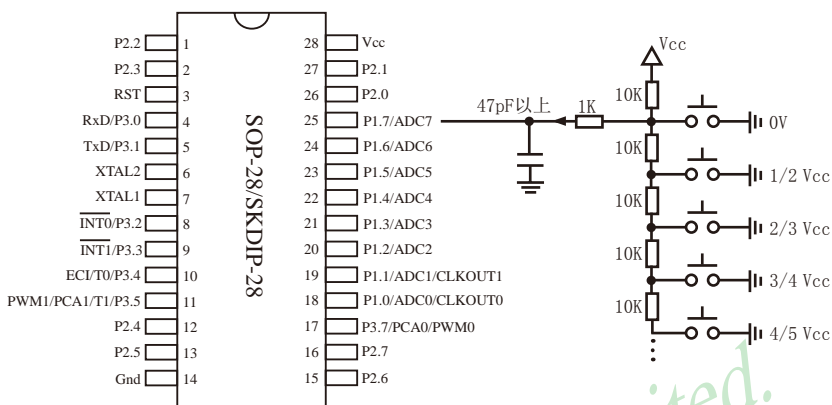 P2.2 1
P2.3 2
RST 3
RxD/P3.0 4
TxD/P3.1 5
XTAL2 6
XTAL1 7
INT0/P3.2 8
INT1/P3.3 9
ECI/T0/P3.4 10
PWM1/PCA1/T1/P3.5 11
P2.4 12
P2.5 13
Gnd 14
SOP-28/SKDIP-28
28 Vcc
27 P2.1
26 P2.0
25 P1.7/ADC7
24 P1.6/ADC6
23 P1.5/ADC5
22 P1.4/ADC4
21 P1.3/ADC3
20 P1.2/ADC2
19 P1.1/ADC1/CLKOUT1
18 P1.0/ADC0/CLKOUT0
17 P3.7/PCA0/PWM0
16 P2.7
15 P2.6
47pF以上
1K
Vcc
10K
0V
10K
1/2 Vcc
10K
2/3 Vcc
10K
3/4 Vcc
10K
4/5 Vcc